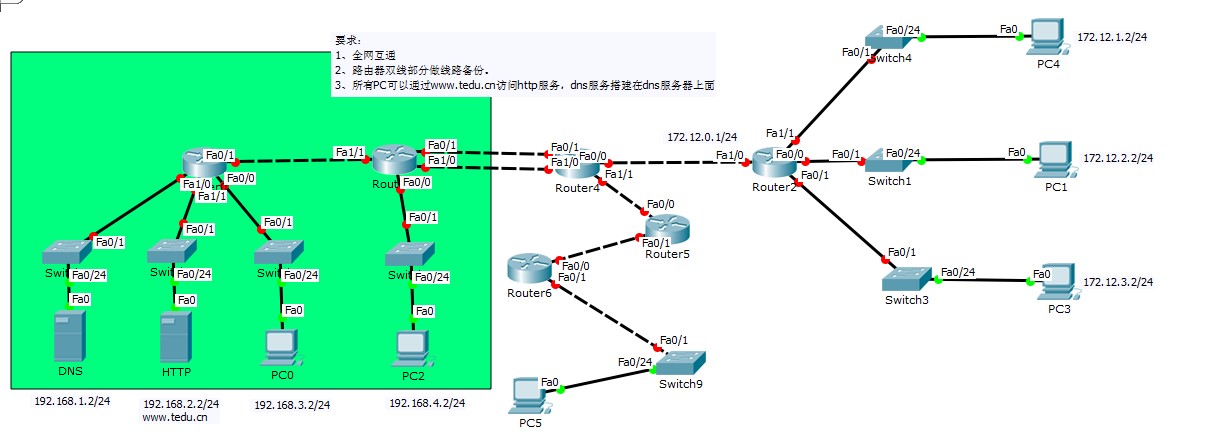 要求：
1、全网互通
2、路由器双线部分做线路备份。
3、所有PC可以通过www.tedu.cn访问http服务，dns服务搭建在dns服务器上面
Fa0/24
Fa0
172.12.1.2/24
Fa0/1
witch4
PC4
172.12.0.1/24
Fa1/1
Fa0/1
Fa1/1
Fa0/1
Fa1/0
Fa0/1
Fa1/0
Fa0/0
Fa1/0
Fa0/0
Fa0/1
Fa0/24
Fa0
172.12.2.2/24
Rout
Router4
Router2
Switch1
PC1
Fa1/0
Fa0/0
Fa1/1
Fa0/0
Fa1/1
Fa0/1
Fa0/0
Fa0/1
Fa0/1
Fa0/1
Fa0/1
Fa0/1
Fa0/1
Router5
Fa0/1
Swit
Fa0/24
Swit
Fa0/24
Swit
Fa0/24
Swit
Fa0/24
Fa0/0
Fa0/1
Router6
Fa0/24
Fa0
172.12.3.2/24
Switch3
PC3
Fa0
Fa0
Fa0
Fa0
Fa0/1
DNS
HTTP
PC0
PC2
Fa0/24
Switch9
Fa0
PC5
192.168.1.2/24
192.168.2.2/24
www.tedu.cn
192.168.3.2/24
192.168.4.2/24